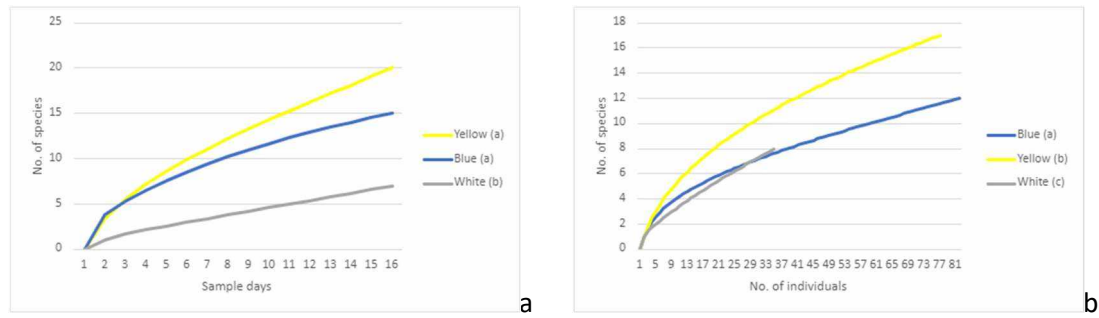 25
20
15
10
5
0
No. of species
1 2 3 4 5 6 7 8 9 10 11 12 13 14 15 16
Sample days
Yellow (a)
Blue (a)
White (b)
a
18
16
14
12
10
8
6
4
2
0
No. of species
1 5 9 13 17 21 25 29 33 37 41 45 49 53 57 61 65 69 73 77 81
No. of individuals
Blue (a)
Yellow (b)
White (c)
b